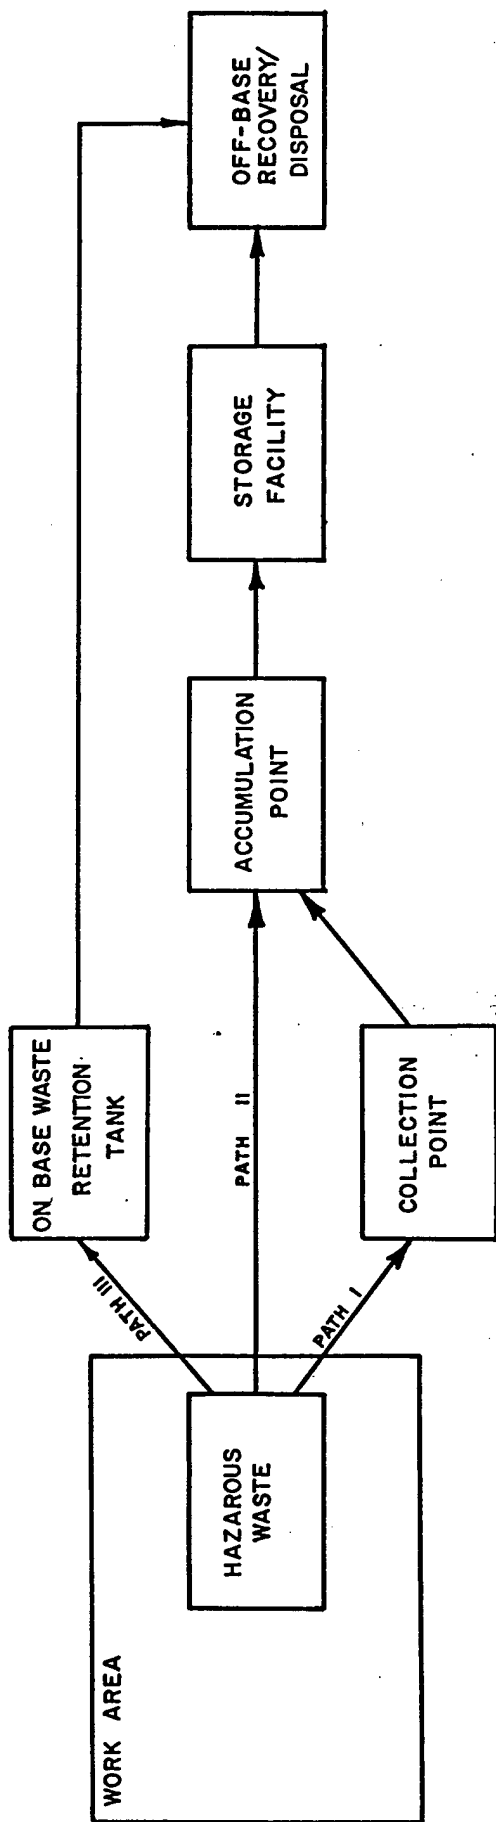 WORK AREA
HAZAROUS
WASTE
PATH III
PATH II
PATH I
ON BASE WASTE
RETENTION
TANK
COLLECTION
POINT
ACCUMULATION
POINT
STORAGE
FACILITY
OFF-BASE
RECOVERY/
DISPOSAL